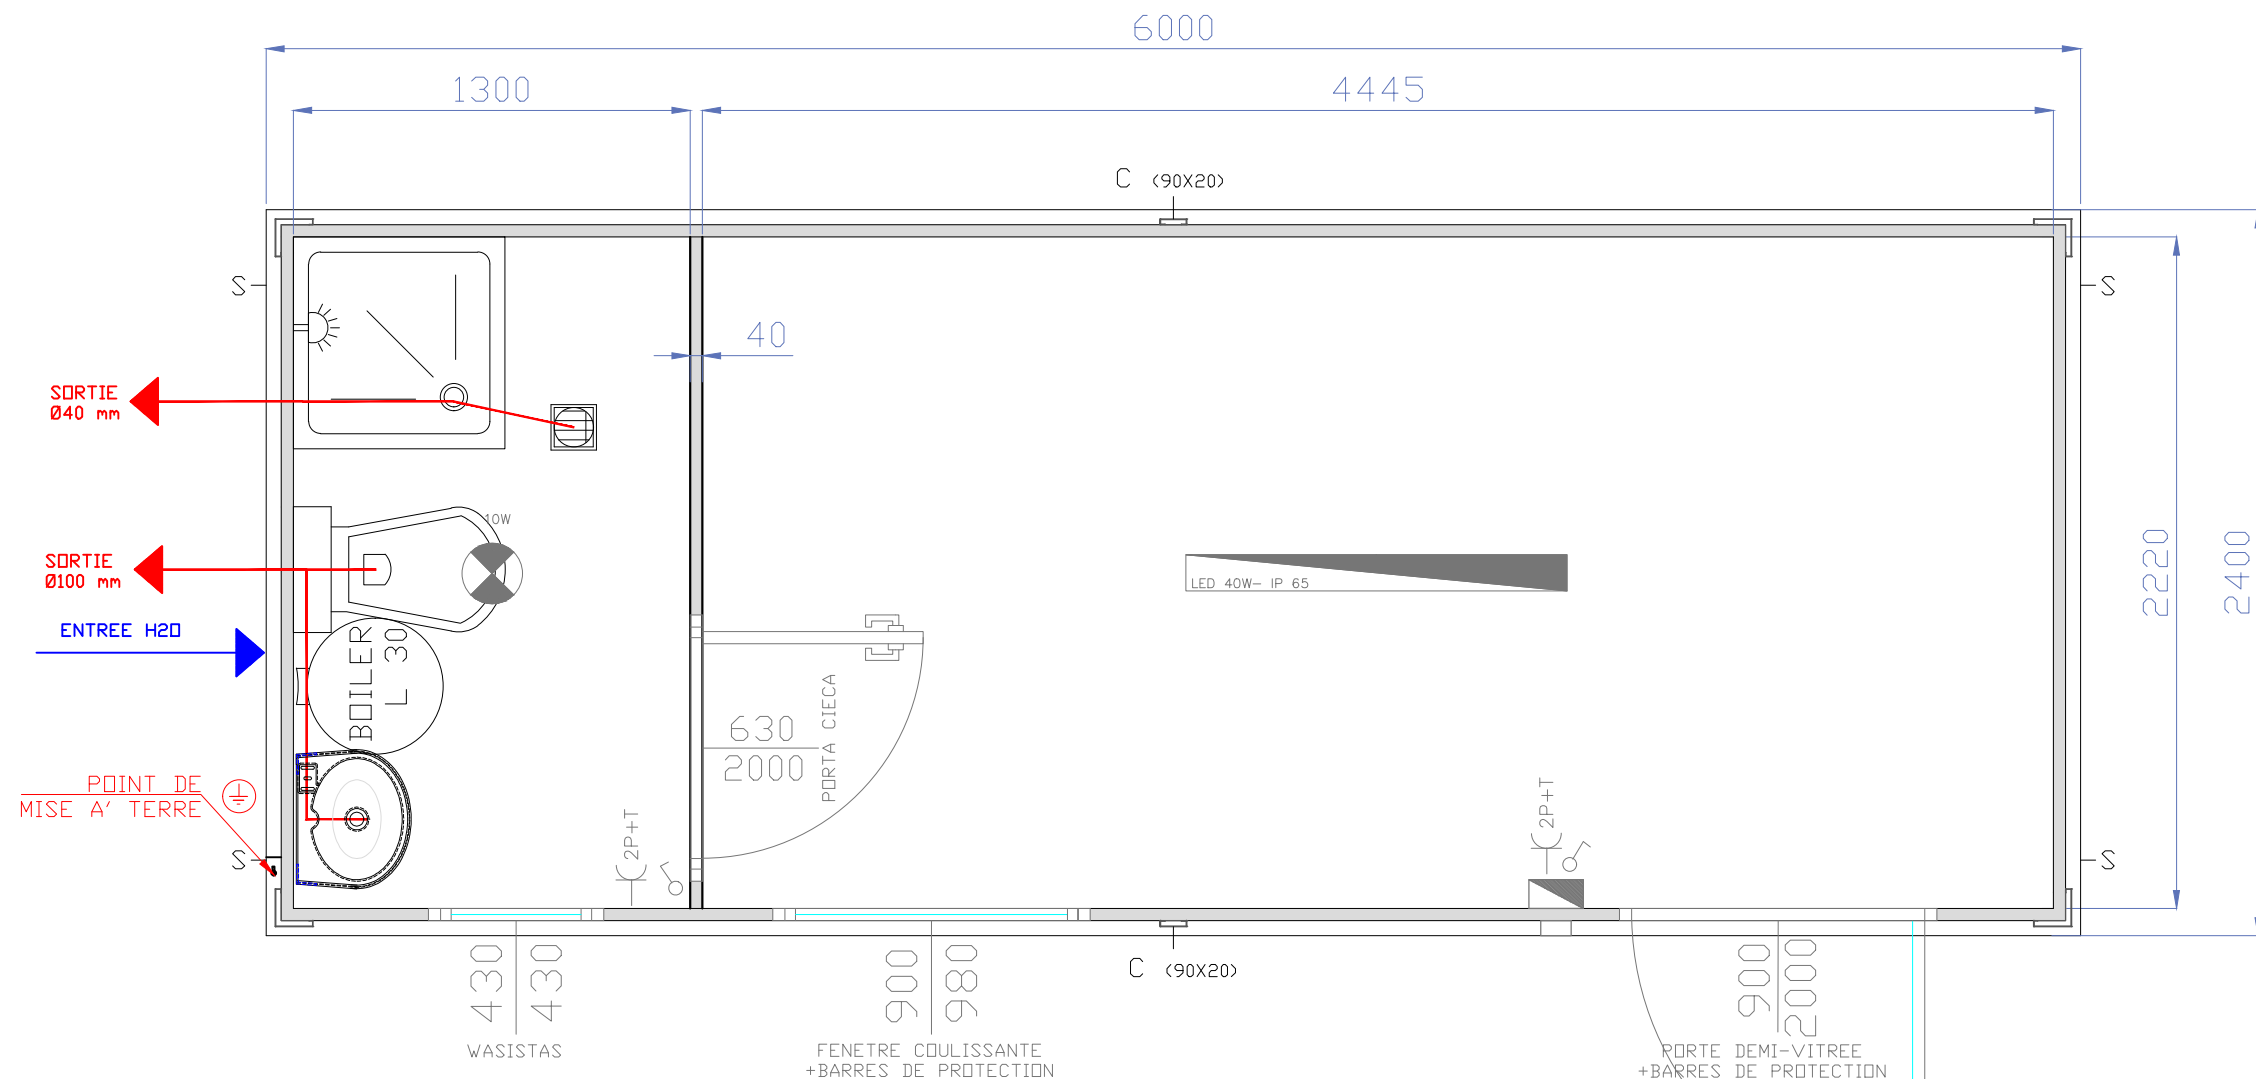 6000
1300
4445
C (90X20)
S
S
40
SORTIE
Ø40 mm
10W
SORTIE
Ø100 mm
LED 40W- IP 65
2220
2400
ENTREE H2O
BOILER
L 30
PORTA CIECA
630
2000
POINT DE
MISE A' TERRE
2P+T
2P+T
S
S
430
430
900
980
C (90X20)
900
2000
WASISTAS
FENETRE COULISSANTE
+BARRES DE PROTECTION
PORTE DEMI-VITREE
+BARRES DE PROTECTION